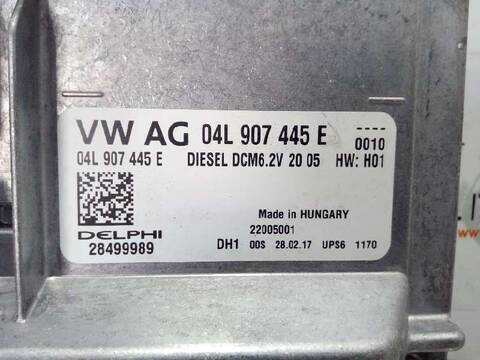 VW AG 04L 907 445 E 0010
04L 907 445 E DIESEL DCM6.2V 20 05 HW: H01
Made in HUNGARY
DELPHI 22005001
28499989 DH1 00S 28.02.17 UPS6 1170